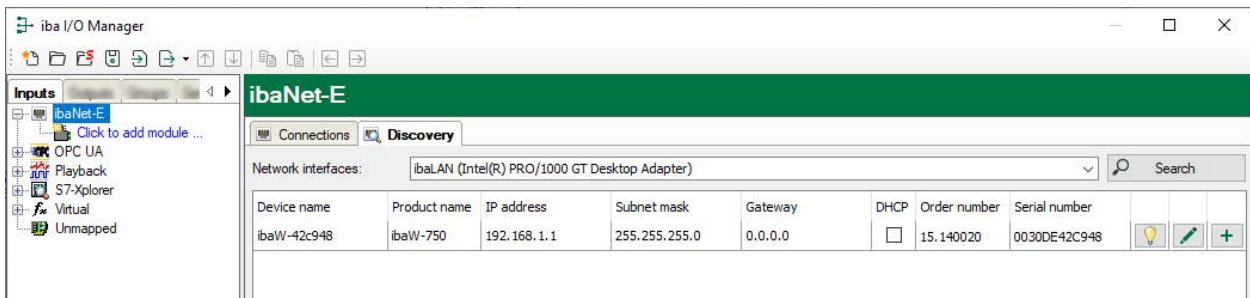 iba I/O Manager
Inputs
ibaNet-E
Click to add module ...
OPC UA
Playback
S7-Xplorer
fx Virtual
Unmapped
ibaNet-E
Connections Discovery
Network interfaces: ibaLAN (Intel(R) PRO/1000 GT Desktop Adapter) Search
Device name Product name IP address Subnet mask Gateway DHCP Order number Serial number
ibaW-42c948 ibaW-750 192.168.1.1 255.255.255.0 0.0.0.0 15.140020 0030DE42C948